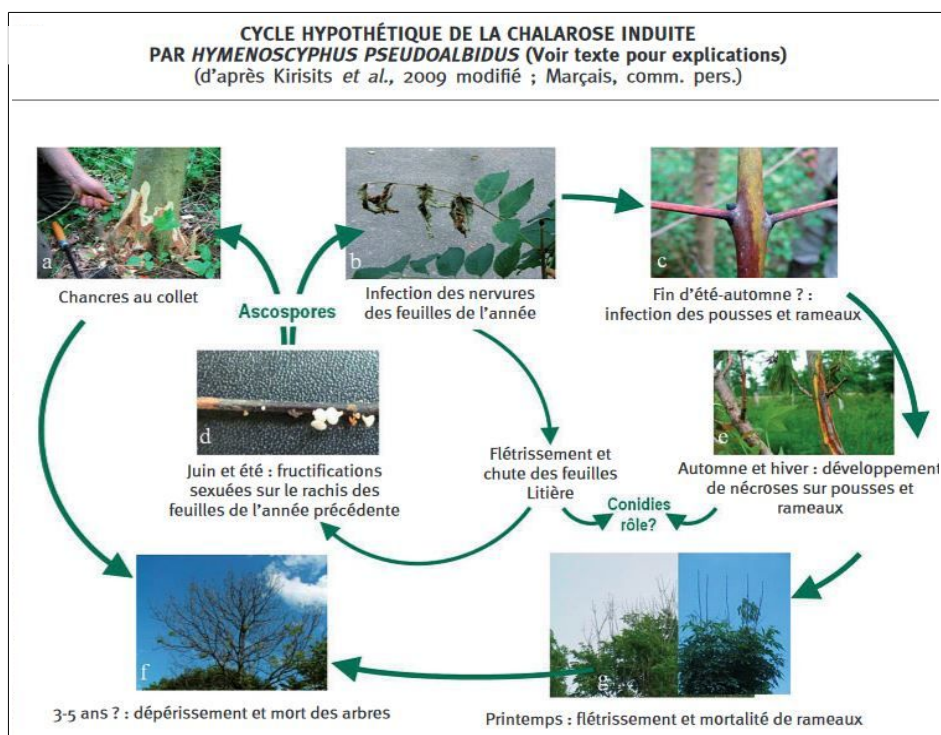 CYCLE HYPOTHÉTIQUE DE LA CHALAROSE INDUITE
PAR HYMENOSCYPHUS PSEUDOALBIDUS (Voir texte pour explications)
(d'après Kirisits et al., 2009 modifié ; Marçais, comm. pers.)
a
Chancres au collet
b
Infection des nervures
des feuilles de l'année
c
Fin d'été-automne ? :
infection des pousses et rameaux
Ascospores
d
Juin et été : fructifications
sexuées sur le rachis des
feuilles de l'année précédente
Flétrissement et
chute des feuilles
Litière
e
Automne et hiver : développement
de nécroses sur pousses et
rameaux
Conidies
rôle?
f
3-5 ans ? : dépérissement et mort des arbres
g
Printemps : flétrissement et mortalité de rameaux